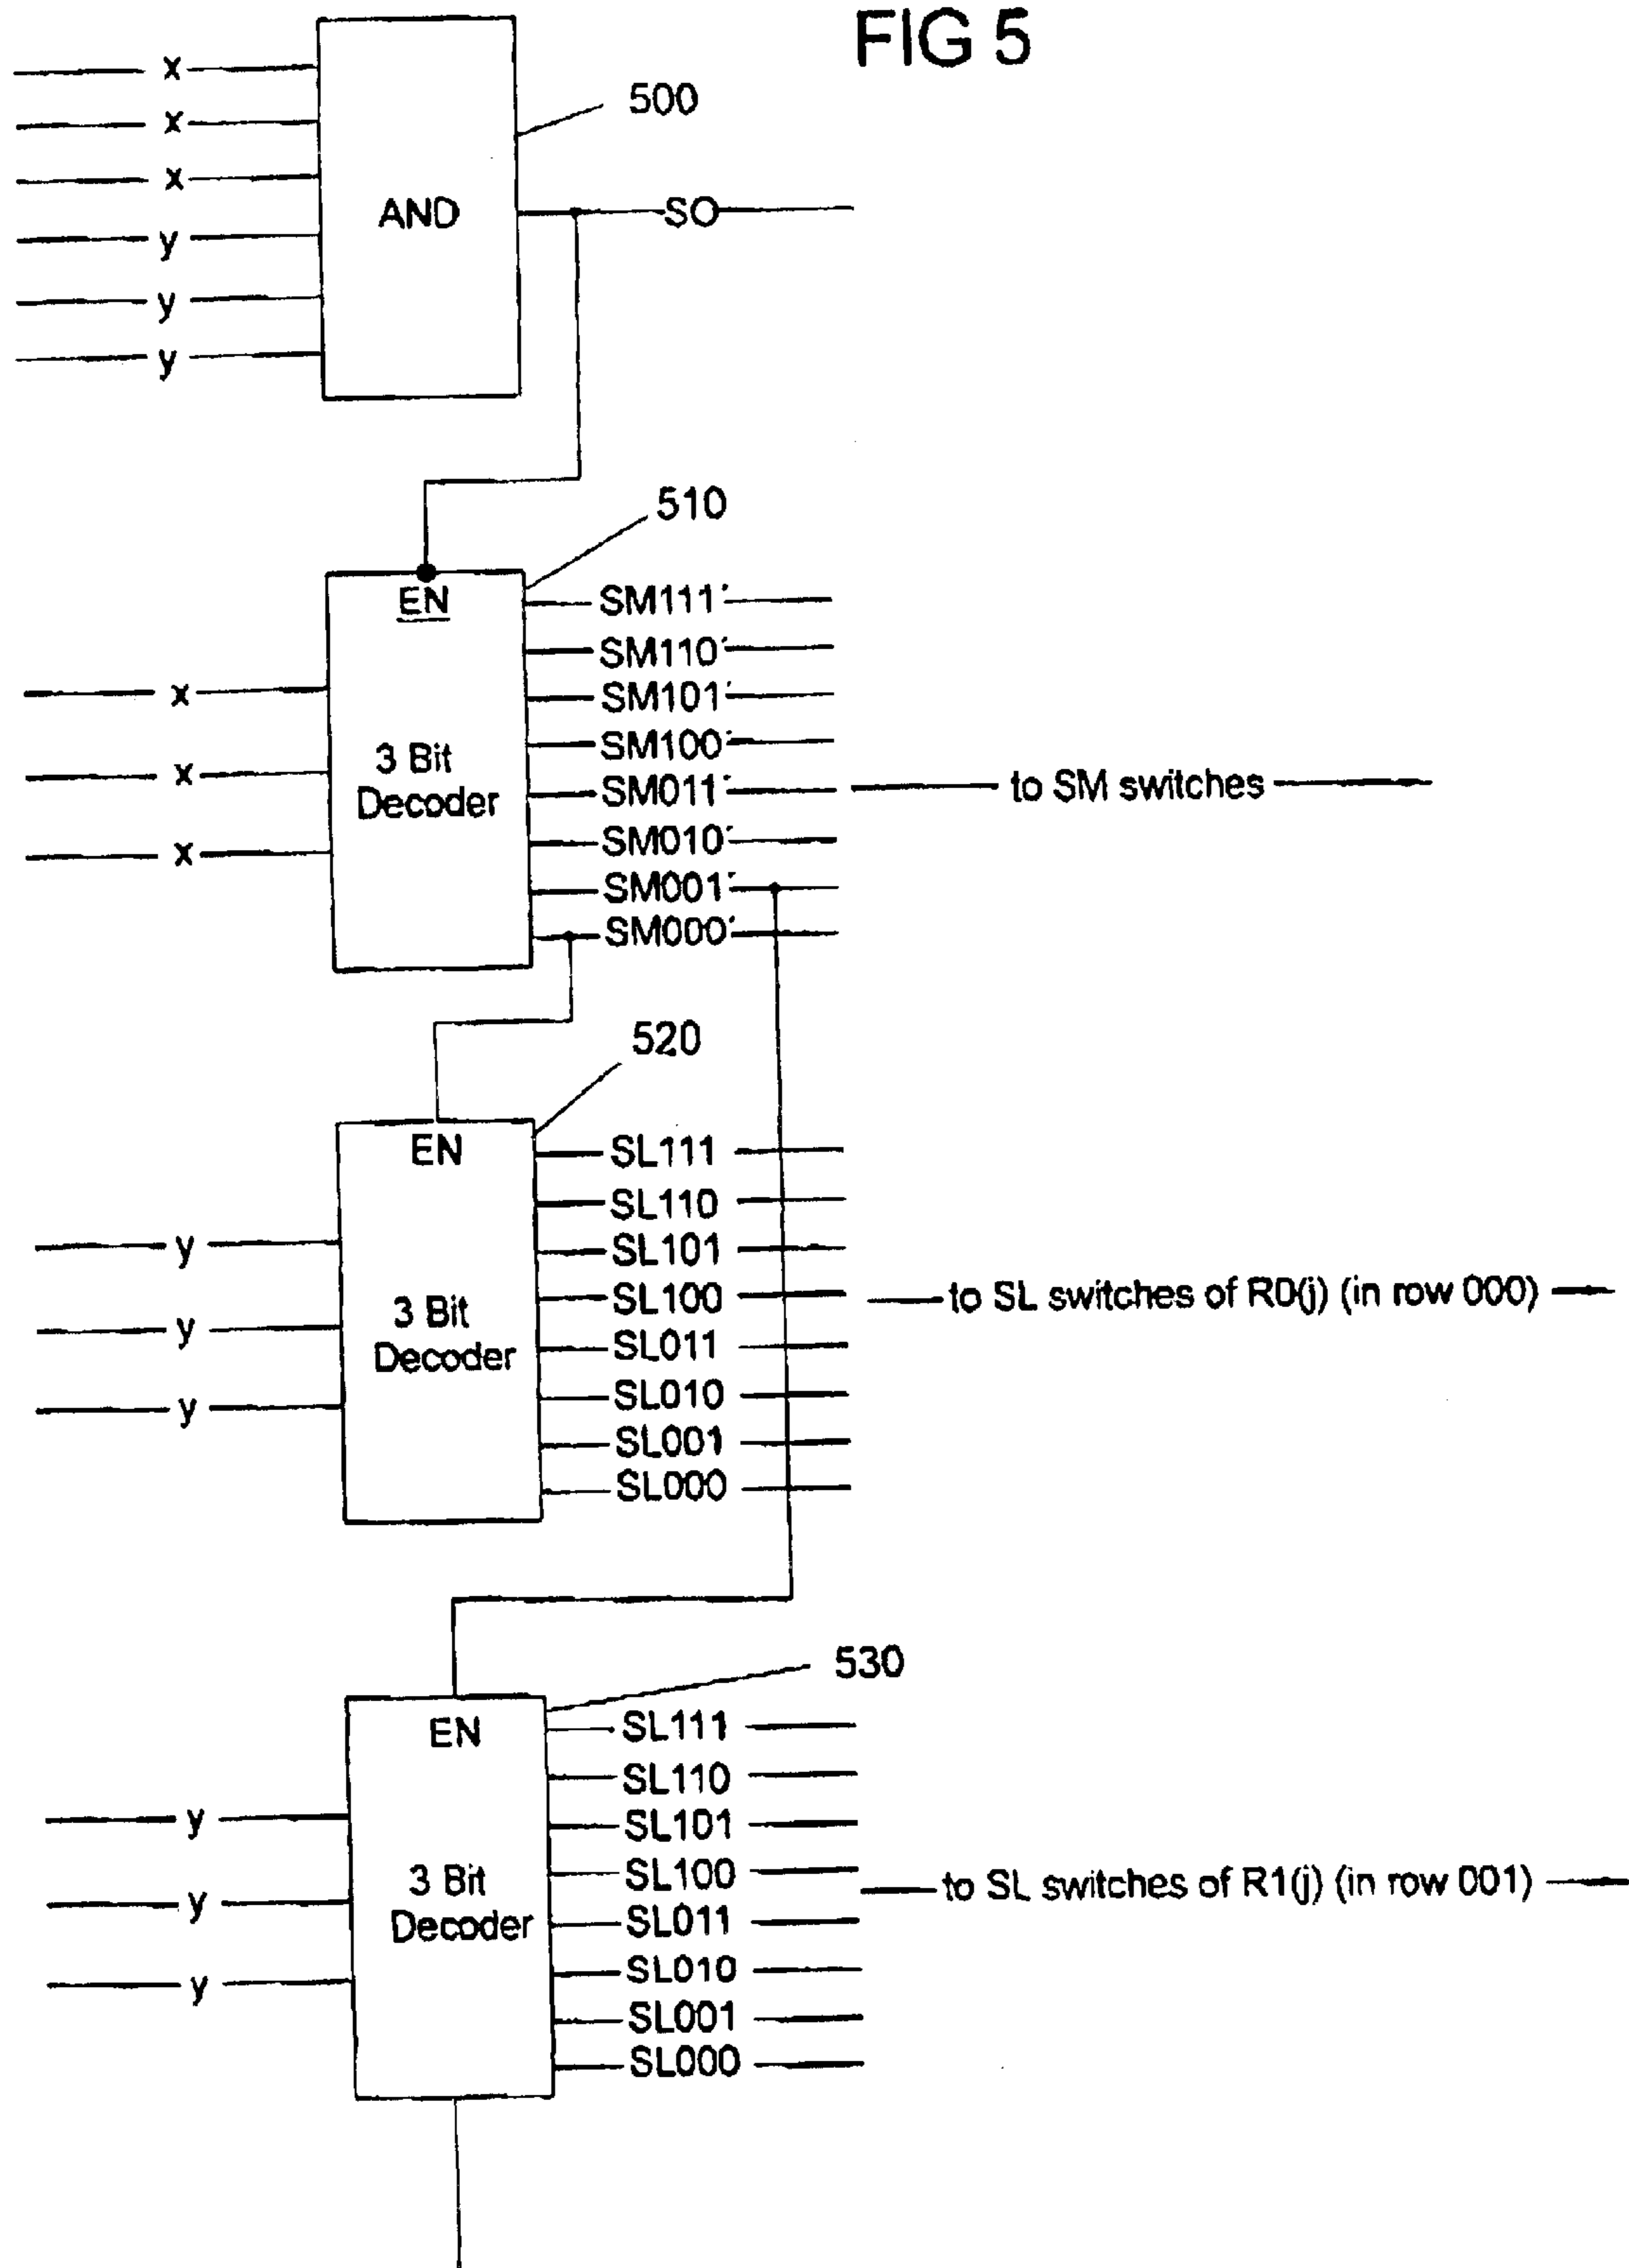 FIG 5
x
500
x
x
AND
SO
y
y
y
510
EN
SM111'
SM110'
x
SM101'
3 Bit
Decoder
SM100'
x
SM011'
to SM switches
SM010'
x
SM001'
SM000'
520
EN
SL111
SL110
y
SL101
3 Bit
Decoder
SL100
to SL switches of R0(j) (in row 000)
y
SL011
SL010
y
SL001
SL000
530
EN
SL111
SL110
y
SL101
3 Bit
Decoder
SL100
to SL switches of R1(j) (in row 001)
y
SL011
SL010
y
SL001
SL000